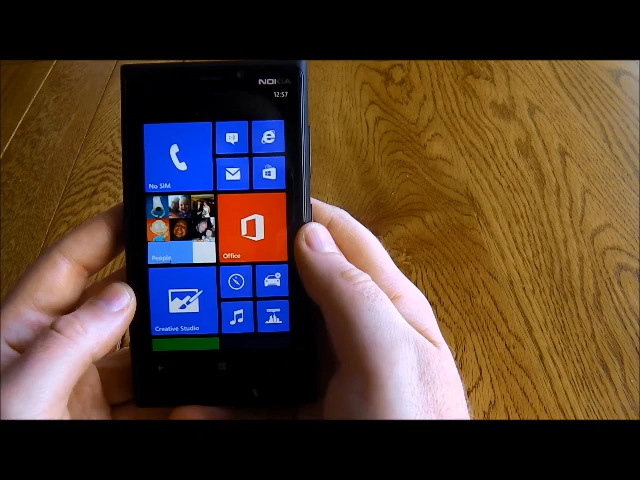 NOKIA
12:57
No SIM
People
Office
Creative Studio